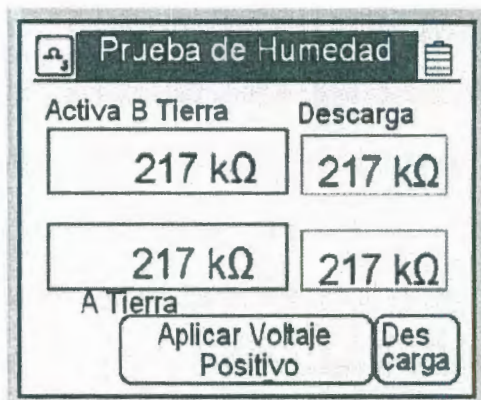 Prueba de Humedad
Activa B Tierra Descarga
217 kΩ 217 kΩ
217 kΩ 217 kΩ
A Tierra
Aplicar Voltaje Positivo
Des carga